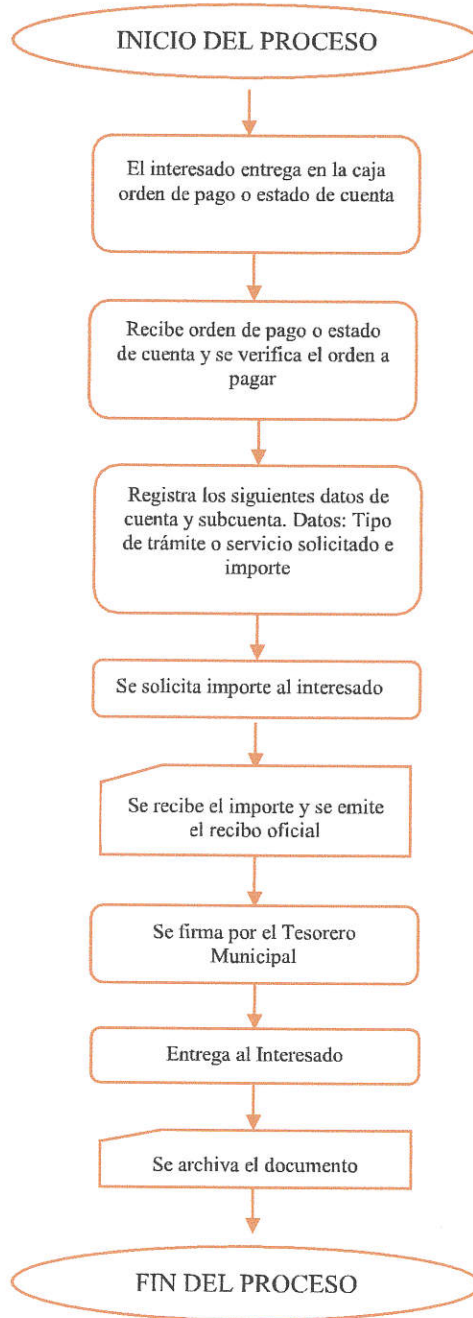 INICIO DEL PROCESO
El interesado entrega en la caja
orden de pago o estado de cuenta
Recibe orden de pago o estado
de cuenta y se verifica el orden a
pagar
Registra los siguientes datos de
cuenta y subcuenta. Datos: Tipo
de trámite o servicio solicitado e
importe
Se solicita importe al interesado
Se recibe el importe y se emite
el recibo oficial
Se firma por el Tesorero
Municipal
Entrega al Interesado
Se archiva el documento
FIN DEL PROCESO